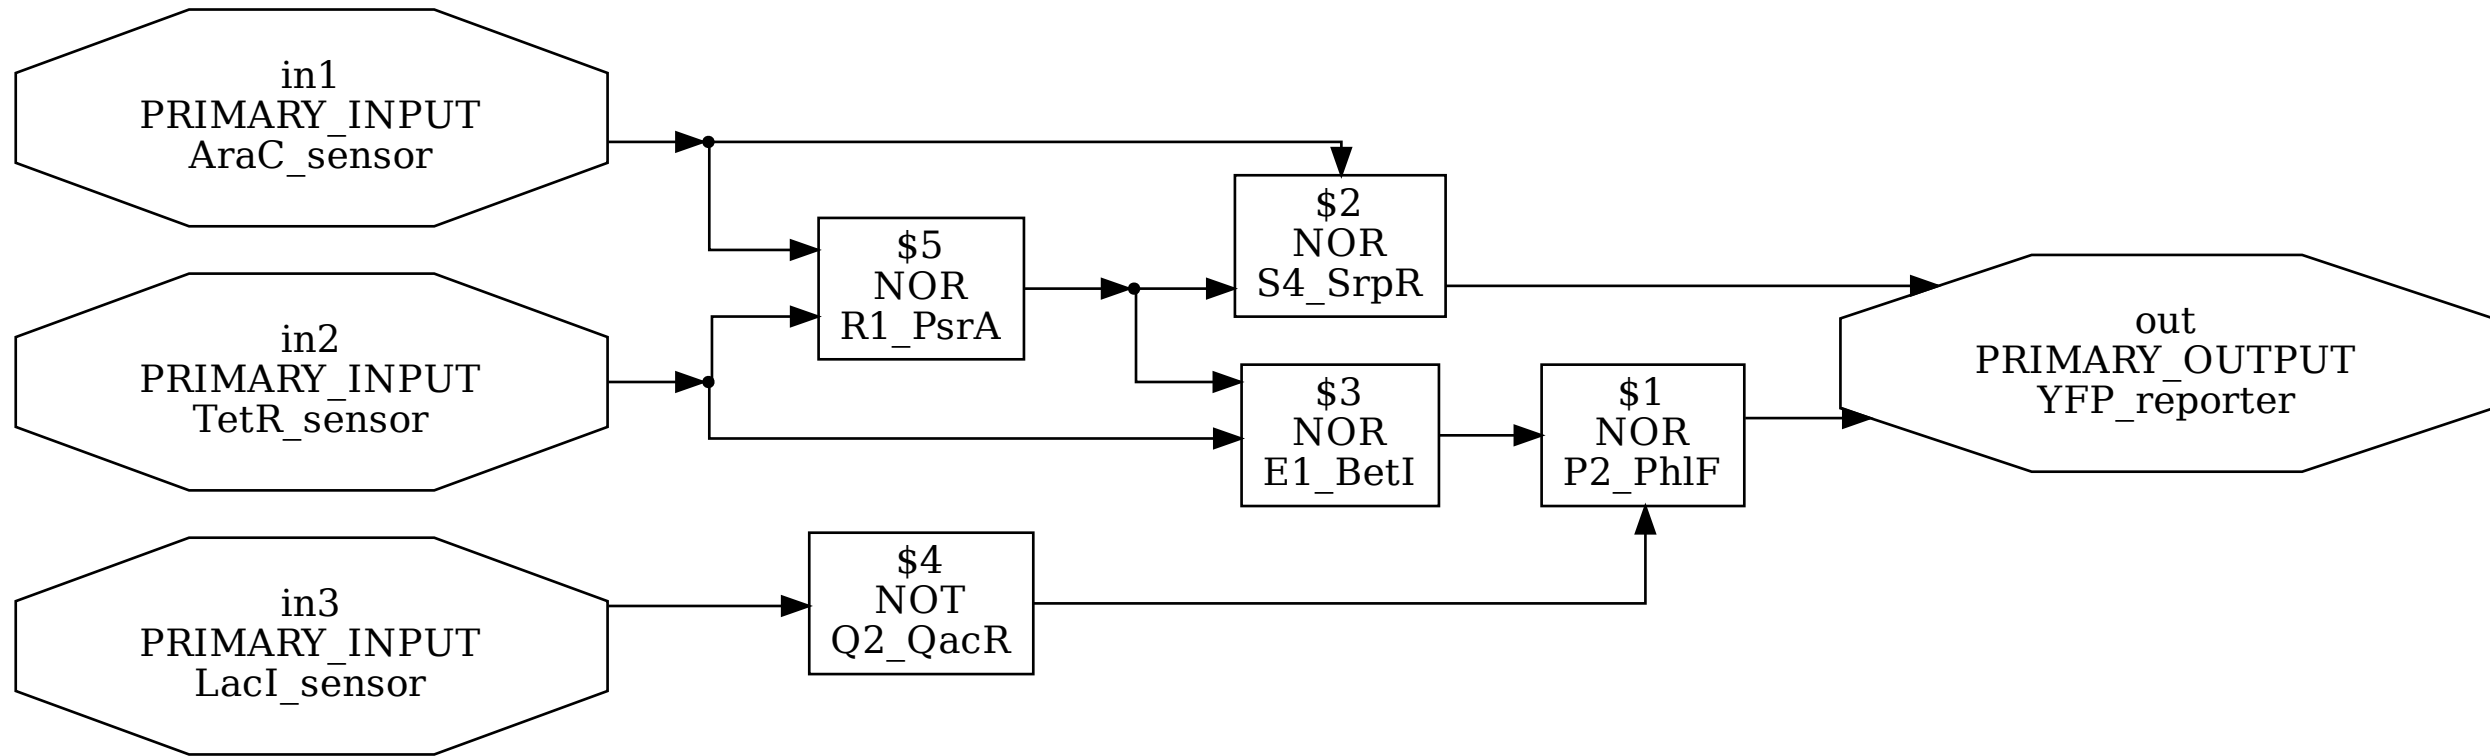 in1
PRIMARY_INPUT
AraC_sensor
in2
PRIMARY_INPUT
TetR_sensor
in3
PRIMARY_INPUT
LacI_sensor
$5
NOR
R1_PsrA
$4
NOT
Q2_QacR
$2
NOR
S4_SrpR
$3
NOR
E1_BetI
$1
NOR
P2_PhlF
out
PRIMARY_OUTPUT
YFP_reporter